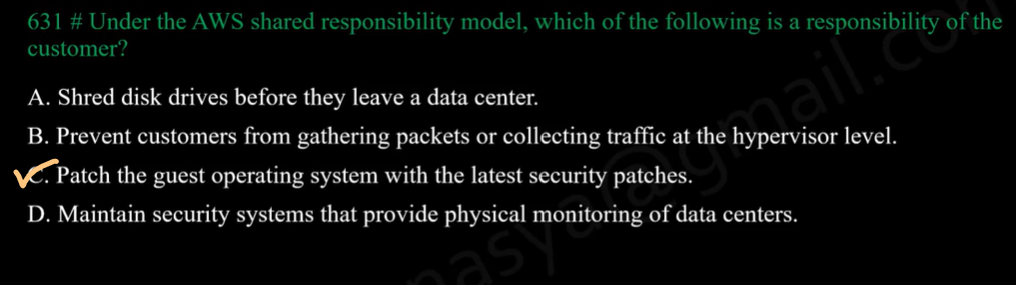 631 # Under the AWS shared responsibility model, which of the following is a responsibility of the
customer?
A. Shred disk drives before they leave a data center.
B. Prevent customers from gathering packets or collecting traffic at the hypervisor level.
C. Patch the guest operating system with the latest security patches.
D. Maintain security systems that provide physical monitoring of data centers.